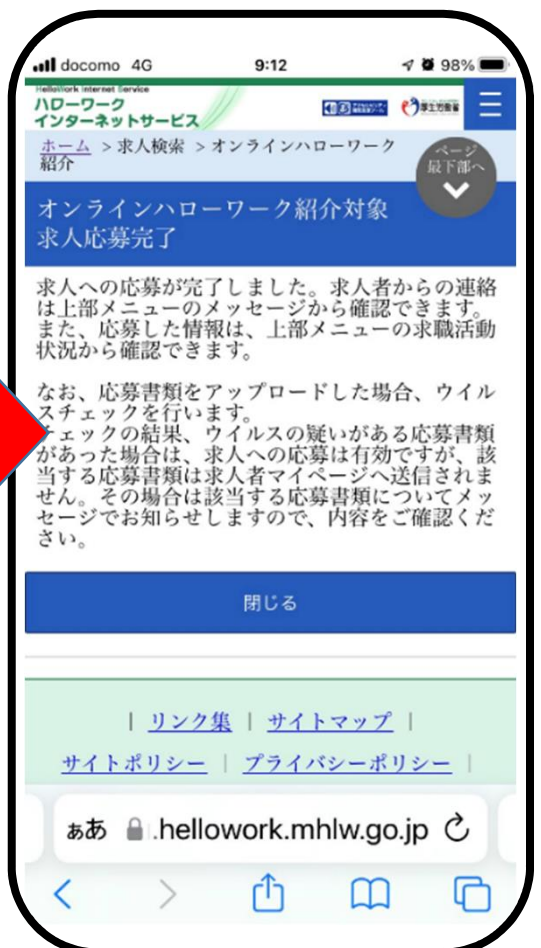 docomo 4G 9:12 98%
HelloWork Internet Service
ハローワーク
インターネットサービス
厚生労働省
ホーム > 求人検索 > オンラインハローワーク
紹介
ページ
最下部へ
オンラインハローワーク紹介対象
求人応募完了
求人への応募が完了しました。求人者からの連絡
は上部メニューのメッセージから確認できます。
また、応募した情報は、上部メニューの求職活動
状況から確認できます。
なお、応募書類をアップロードした場合、ウイル
スチェックを行います。
チェックの結果、ウイルスの疑いがある応募書類
があった場合は、求人への応募は有効ですが、該
当する応募書類は求人者マイページへ送信されま
せん。その場合は該当する応募書類についてメッ
セージでお知らせしますので、内容をご確認くだ
さい。
閉じる
| リンク集 | サイトマップ |
サイトポリシー | プライバシーポリシー |
ぁあ .hellowork.mhlw.go.jp